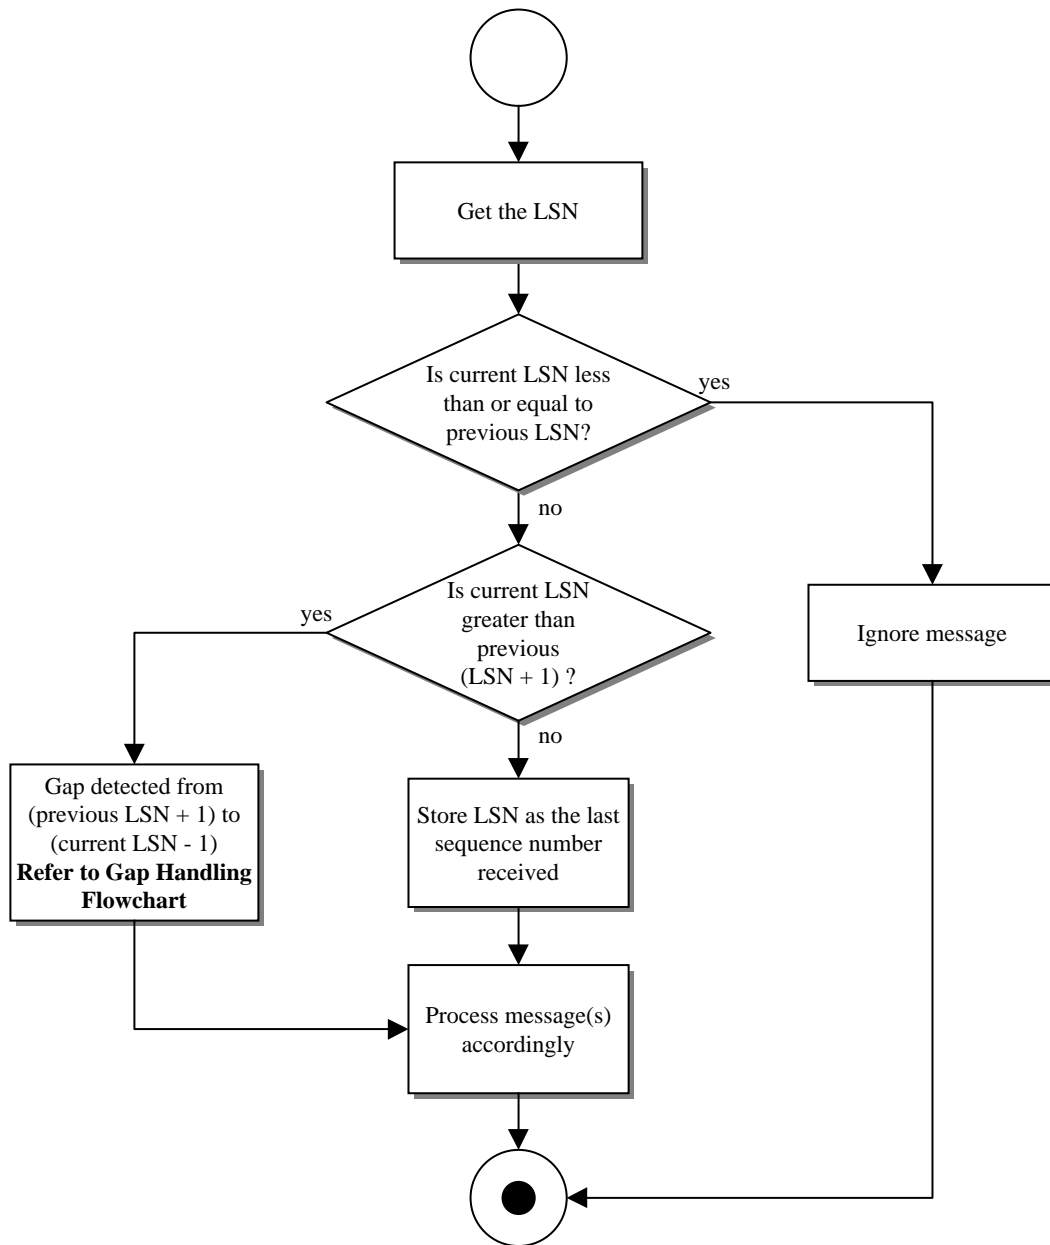 Get the LSN
Is current LSN less
than or equal to
previous LSN?
yes
no
Is current LSN
greater than
previous
(LSN + 1) ?
yes
Ignore message
no
Gap detected from
(previous LSN + 1) to
(current LSN - 1)
Refer to Gap Handling
Flowchart
Store LSN as the last
sequence number
received
Process message(s)
accordingly